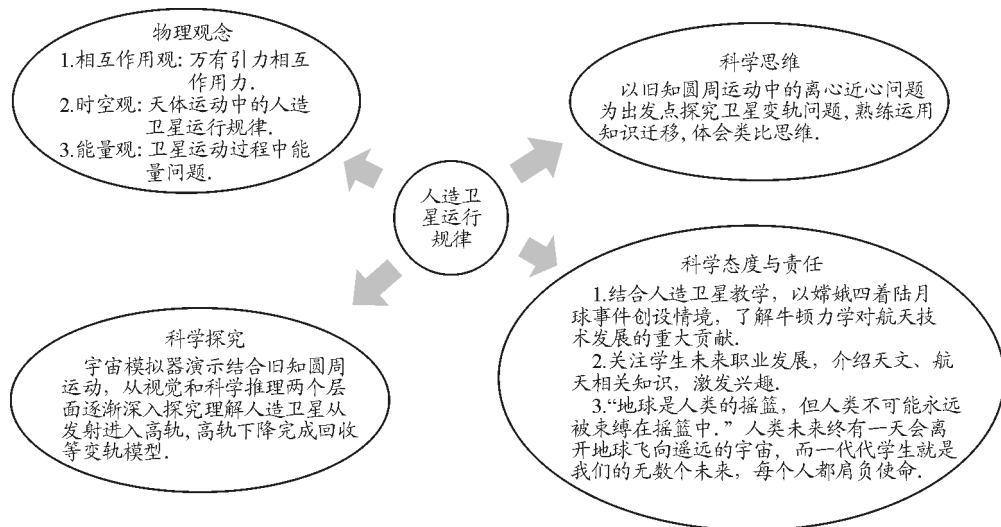 物理观念
1.相互作用观: 万有引力相互
作用力.
2.时空观: 天体运动中的人造
卫星运行规律.
3.能量观: 卫星运动过程中能
量问题.
科学思维
以旧知圆周运动中的离心近心问题
为出发点探究卫星变轨问题, 熟练运用
知识迁移, 体会类比思维.
人造卫
星运行
规律
科学探究
宇宙模拟器演示结合旧知圆周
运动, 从视觉和科学推理两个层
面逐渐深入探究理解人造卫星从
发射进入高轨, 高轨下降完成回收
等变轨模型.
科学态度与责任
1.结合人造卫星教学，以嫦娥四着陆月
球事件创设情境，了解牛顿力学对航天技
术发展的重大贡献.
2.关注学生未来职业发展，介绍天文、航
天相关知识，激发兴趣.
3.“地球是人类的摇篮，但人类不可能永远
被束缚在摇篮中.” 人类未来终有一天会离
开地球飞向遥远的宇宙，而一代代学生就是
我们的无数个未来，每个人都肩负使命.